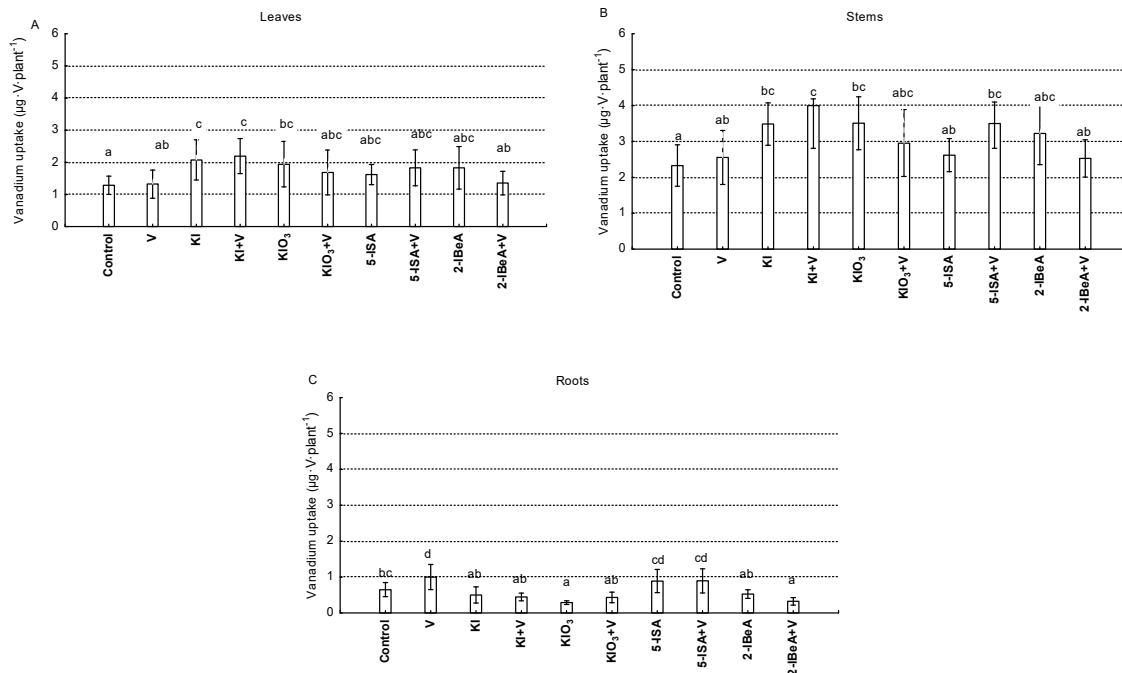 A
Leaves
Vanadium uptake (µg·V·plant⁻¹)
6
5
4
3
2
1
0
a
ab
c
c
bc
abc
abc
abc
abc
ab
Control
V
KI
KI+V
KIO₃
KIO₃+V
5-ISA
5-ISA+V
2-IBeA
2-IBeA+V
B
Stems
Vanadium uptake (µg·V·plant⁻¹)
6
5
4
3
2
1
0
a
ab
bc
c
bc
abc
ab
bc
abc
ab
Control
V
KI
KI+V
KIO₃
KIO₃+V
5-ISA
5-ISA+V
2-IBeA
2-IBeA+V
C
Roots
Vanadium uptake (µg·V·plant⁻¹)
6
5
4
3
2
1
0
bc
d
ab
ab
a
ab
cd
cd
ab
a
Control
V
KI
KI+V
KIO₃
KIO₃+V
5-ISA
5-ISA+V
2-IBeA
2-IBeA+V